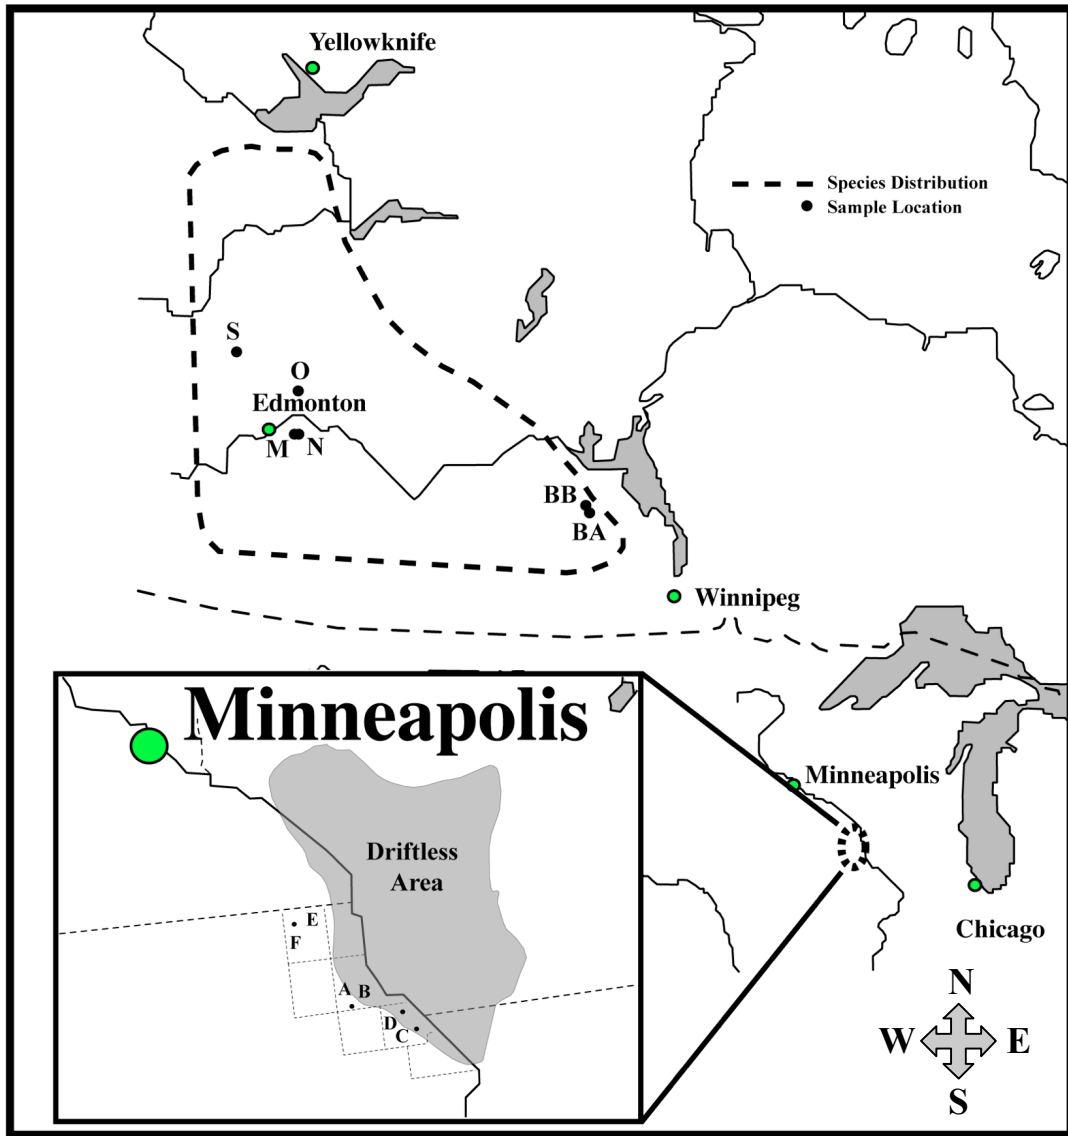 Yellowknife
Species Distribution
Sample Location
S
O
Edmonton
M N
BB
BA
Winnipeg
Minneapolis
Minneapolis
Driftless
Area
E
F
A B
D
C
Chicago
N
W E
S